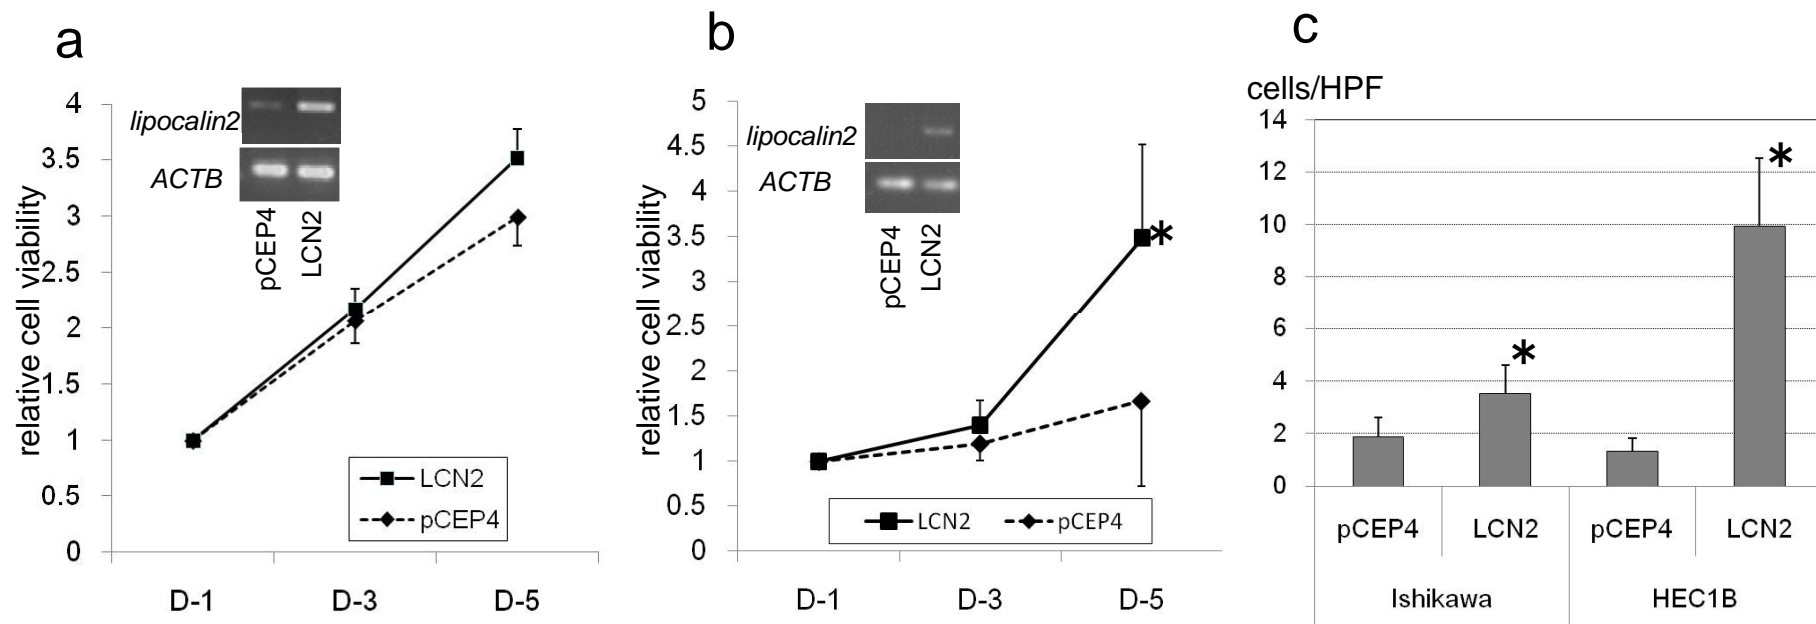 a
lipocalin2
ACTB
pCEP4
LCN2
relative cell viability
4
3.5
3
2.5
2
1.5
1
0.5
0
LCN2
pCEP4
D-1 D-3 D-5
b
lipocalin2
ACTB
pCEP4
LCN2
relative cell viability
5
4.5
4
3.5
3
2.5
2
1.5
1
0.5
0
*
LCN2 pCEP4
D-1 D-3 D-5
c
cells/HPF
14
12
10
8
6
4
2
0
*
*
pCEP4 LCN2 pCEP4 LCN2
Ishikawa HEC1B